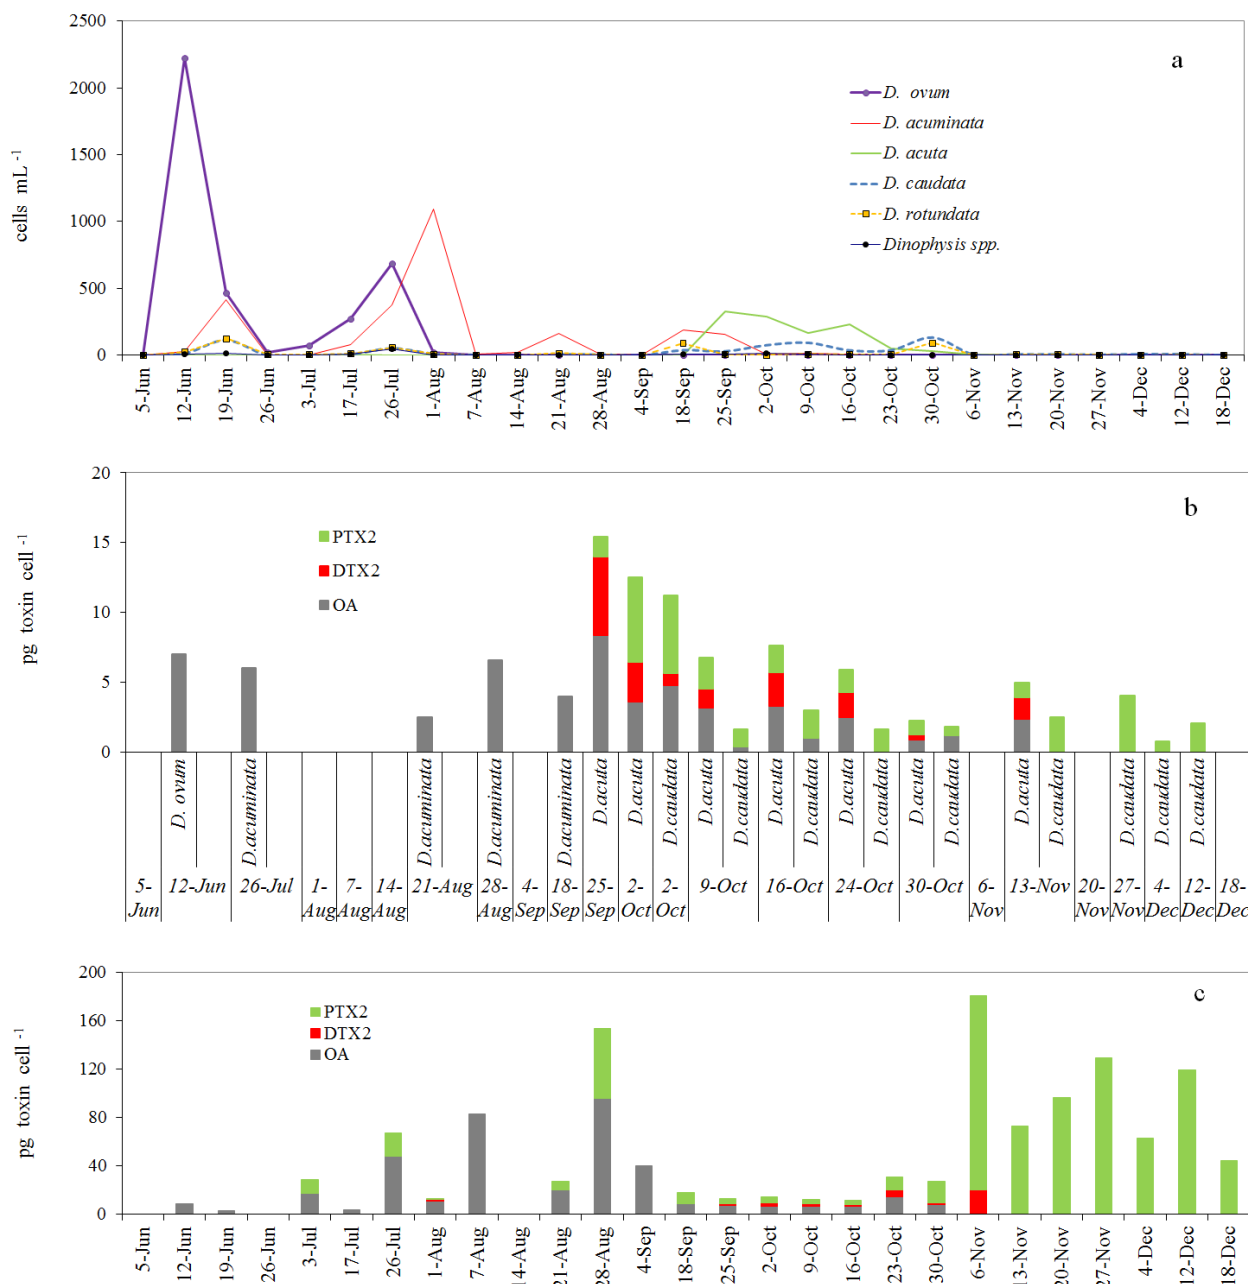 a
2500
2000
1500
1000
500
0
cells mL -1
D. ovum
D. acuminata
D. acuta
D. caudata
D. rotundata
Dinophysis spp.
5-Jun
12-Jun
19-Jun
26-Jun
3-Jul
17-Jul
26-Jul
1-Aug
7-Aug
14-Aug
21-Aug
28-Aug
4-Sep
18-Sep
25-Sep
2-Oct
9-Oct
16-Oct
23-Oct
30-Oct
6-Nov
13-Nov
20-Nov
27-Nov
4-Dec
12-Dec
18-Dec
b
20
15
10
5
0
pg toxin cell -1
PTX2
DTX2
OA
D. ovum
D.acuminata
D.acuminata
D.acuminata
D.acuminata
D.acuta
D.acuta
D.caudata
D.acuta
D.caudata
D.acuta
D.caudata
D.acuta
D.caudata
D.acuta
D.caudata
D.acuta
D.caudata
D.caudata
D.caudata
D.caudata
5-
Jun
12-Jun
26-Jul
1-
Aug
7-
Aug
14-
Aug
21-Aug
28-
Aug
4-
Sep
18-
Sep
25-
Sep
2-
Oct
2-
Oct
9-Oct
16-Oct
24-Oct
30-Oct
6-
Nov
13-Nov
20-
Nov
27-
Nov
4-
Dec
12-
Dec
18-
Dec
c
200
160
120
80
40
0
pg toxin cell -1
PTX2
DTX2
OA
5-Jun
12-Jun
19-Jun
26-Jun
3-Jul
17-Jul
26-Jul
1-Aug
7-Aug
14-Aug
21-Aug
28-Aug
4-Sep
18-Sep
25-Sep
2-Oct
9-Oct
16-Oct
23-Oct
30-Oct
6-Nov
13-Nov
20-Nov
27-Nov
4-Dec
12-Dec
18-Dec